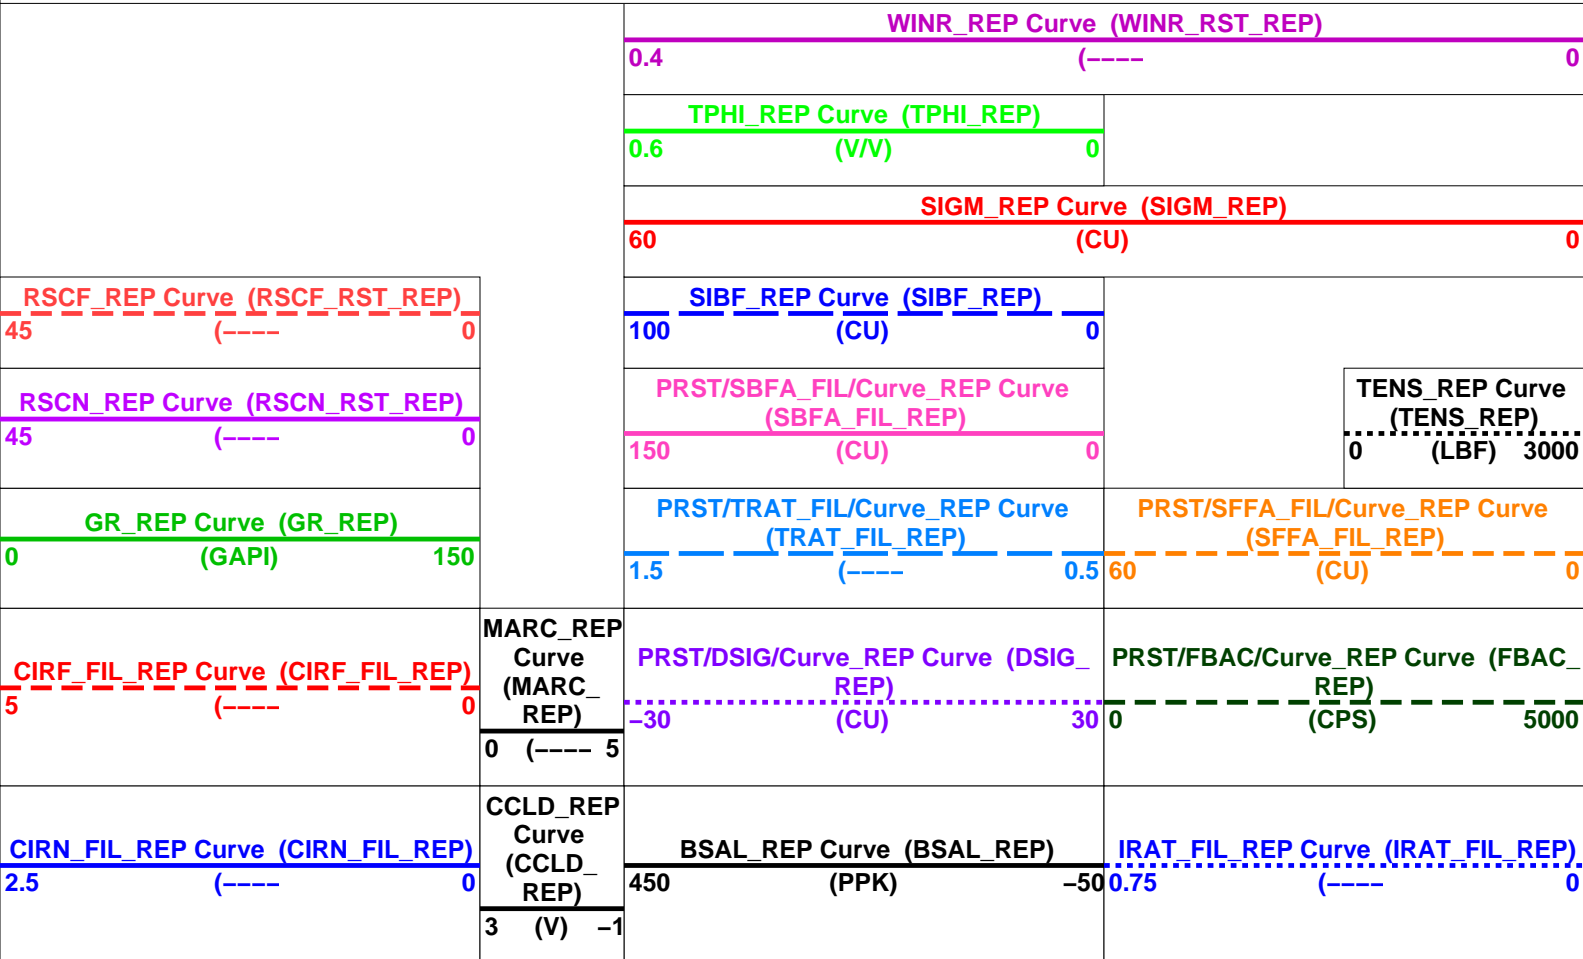 WINR_REP Curve (WINR_RST_REP)
0.4 (---- 0
TPHI_REP Curve (TPHI_REP)
0.6 (V/V) 0
SIGM_REP Curve (SIGM_REP)
60 (CU) 0
RSCF_REP Curve (RSCF_RST_REP)
45 (---- 0
SIBF_REP Curve (SIBF_REP)
100 (CU) 0
RSCN_REP Curve (RSCN_RST_REP)
45 (---- 0
PRST/SBFA_FIL/Curve_REP Curve
(SBFA_FIL_REP)
150 (CU) 0
TENS_REP Curve
(TENS_REP)
0 (LBF) 3000
GR_REP Curve (GR_REP)
0 (GAPI) 150
PRST/TRAT_FIL/Curve_REP Curve
(TRAT_FIL_REP)
1.5 (---- 0.5
PRST/SFFA_FIL/Curve_REP Curve
(SFFA_FIL_REP)
60 (CU) 0
CIRF_FIL_REP Curve (CIRF_FIL_REP)
5 (---- 0
MARC_REP
Curve
(MARC_
REP)
0 (---- 5
PRST/DSIG/Curve_REP Curve (DSIG_
REP)
-30 (CU) 30
PRST/FBAC/Curve_REP Curve (FBAC_
REP)
0 (CPS) 5000
CIRN_FIL_REP Curve (CIRN_FIL_REP)
2.5 (---- 0
CCLD_REP
Curve
(CCLD_
REP)
3 (V) -1
BSAL_REP Curve (BSAL_REP)
450 (PPK) -50
IRAT_FIL_REP Curve (IRAT_FIL_REP)
0.75 (---- 0